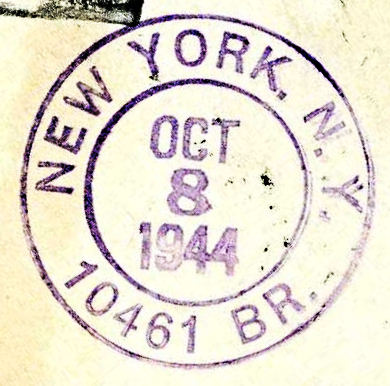 NEW YORK, N.Y.
OCT
8
1944
10461 BR.